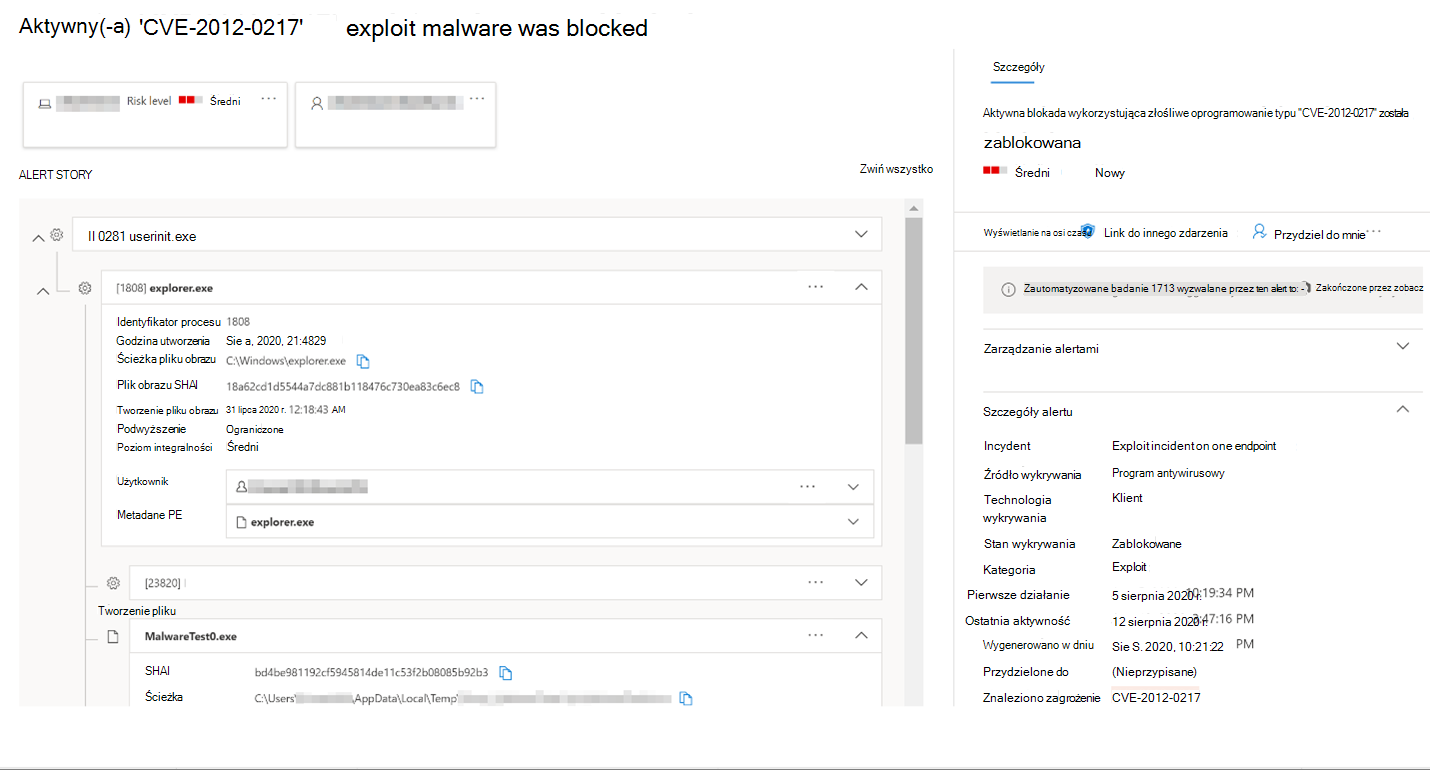 Aktywny(-a) 'CVE-2012-0217' exploit malware was blocked
Risk level Średni ...
...
ALERT STORY
Zwiń wszystko
II 0281 userinit.exe
[1808] explorer.exe ...
Identyfikator procesu 1808
Godzina utworzenia Sie a, 2020, 21:4829
Ścieżka pliku obrazu C:\Windows\explorer.exe
Plik obrazu SHAI 18a62cd1d5544a7dc881b118476c730ea83c6ec8
Tworzenie pliku obrazu 31 lipca 2020 r. 12:18:43 AM
Podwyższenie Ograniczone
Poziom integralności Średni
Użytkownik ...
Metadane PE explorer.exe
[23820] ...
Tworzenie pliku
MalwareTest0.exe ...
SHAI bd4be981192cf5945814de11c53f2b08085b92b3
Ścieżka C:\Users\ \AppData\Local\Temp\
Szczegóły
Aktywna blokada wykorzystująca złośliwe oprogramowanie typu "CVE-2012-0217" została
zablokowana
Średni Nowy
Wyświetlanie na osi czasu Link do innego zdarzenia Przydziel do mnie ...
Zautomatyzowane badanie 1713 wyzwalane przez ten alert to: - Zakończone przez zobacz
Zarządzanie alertami
Szczegóły alertu
Incydent Exploit incident on one endpoint
Źródło wykrywania Program antywirusowy
Technologia wykrywania Klient
Stan wykrywania Zablokowane
Kategoria Exploit
Pierwsze działanie 5 sierpnia 2020 r. 10:19:34 PM
Ostatnia aktywność 12 sierpnia 2020 r. :47:16 PM
Wygenerowano w dniu Sie S. 2020, 10:21:22 PM
Przydzielone do (Nieprzypisane)
Znaleziono zagrożenie CVE-2012-0217